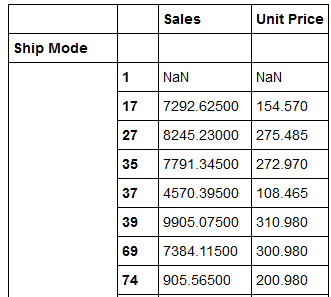 Sales Unit Price
Ship Mode
1 NaN NaN
17 7292.62500 154.570
27 8245.23000 275.485
35 7791.34500 272.970
37 4570.39500 108.465
39 9905.07500 310.980
69 7384.11500 300.980
74 905.56500 200.980